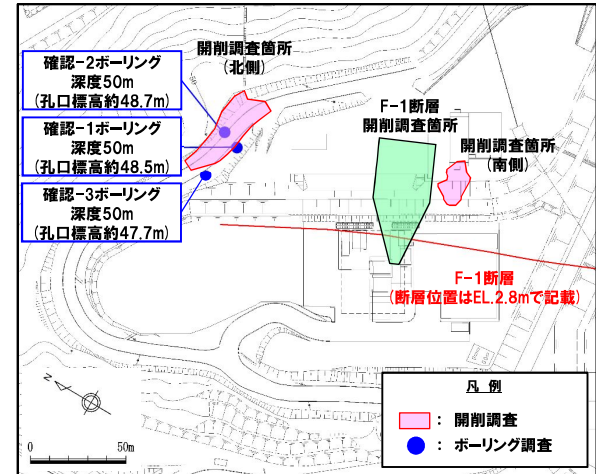 確認-2ボーリング
深度50m
(孔口標高約48.7m)
確認-1ボーリング
深度50m
(孔口標高約48.5m)
確認-3ボーリング
深度50m
(孔口標高約47.7m)
開削調査箇所
(北側)
F-1断層
開削調査箇所
開削調査箇所
(南側)
F-1断層
(断層位置はEL.2.8mで記載)
N
0 50m
凡 例
: 開削調査
: ボーリング調査